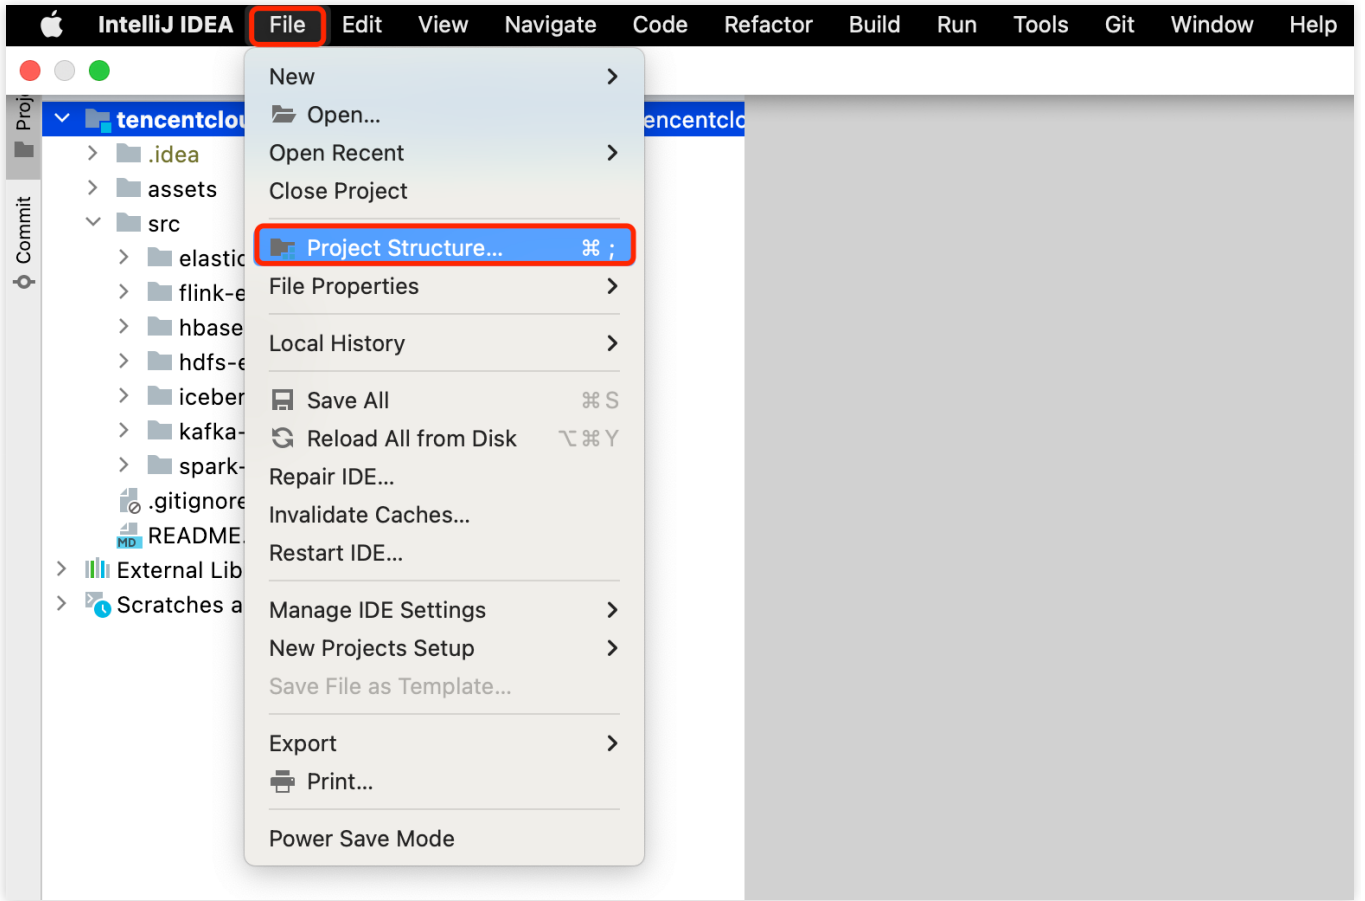 IntelliJ IDEA File Edit View Navigate Code Refactor Build Run Tools Git Window Help
New
Open...
Open Recent
Close Project
Project Structure... ⌘ ;
File Properties
Local History
Save All ⌘ S
Reload All from Disk ⌥ ⌘ Y
Repair IDE...
Invalidate Caches...
Restart IDE...
Manage IDE Settings
New Projects Setup
Save File as Template...
Export
Print...
Power Save Mode
Proj
Commit
tencentclou
encentclo
.idea
assets
src
elastic
flink-e
hbase
hdfs-e
iceber
kafka-
spark-
.gitignore
MD README.
External Lib
Scratches a